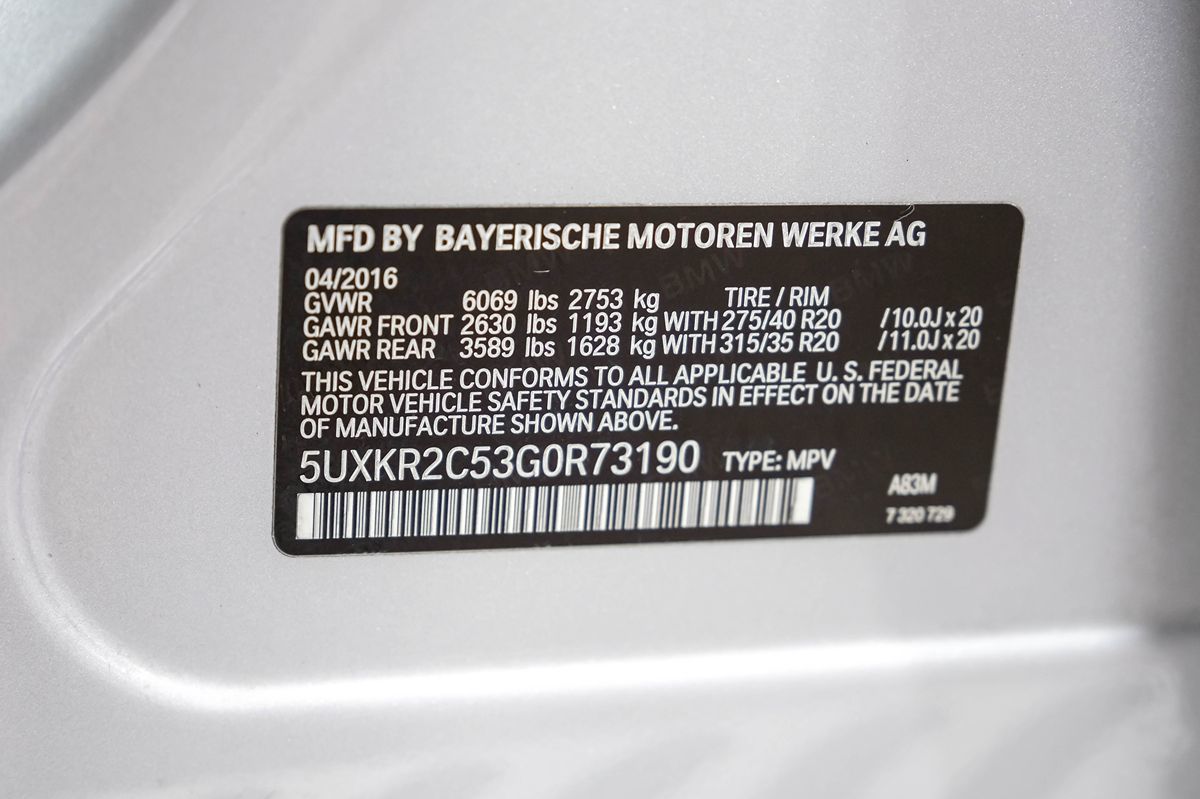 MFD BY BAYERISCHE MOTOREN WERKE AG
04/2016
GVWR 6069 lbs 2753 kg TIRE / RIM
GAWR FRONT 2630 lbs 1193 kg WITH 275/40 R20 /10.0J x 20
GAWR REAR 3589 lbs 1628 kg WITH 315/35 R20 /11.0J x 20
THIS VEHICLE CONFORMS TO ALL APPLICABLE U. S. FEDERAL
MOTOR VEHICLE SAFETY STANDARDS IN EFFECT ON THE DATE
OF MANUFACTURE SHOWN ABOVE.
5UXKR2C53G0R73190 TYPE: MPV
A83M
7 320 729